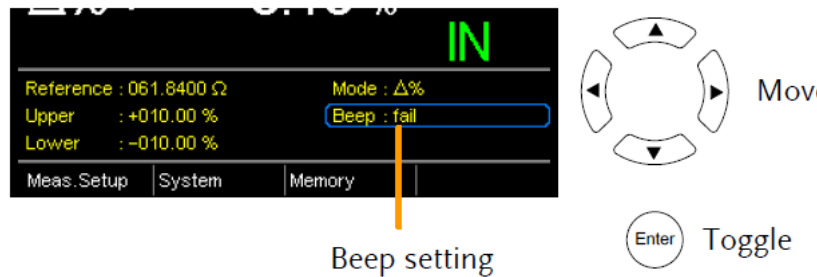 IN
Reference : 061.8400 Ω
Mode : Δ%
Upper : +010.00 %
Beep : fail
Lower : -010.00 %
Meas.Setup System Memory
Beep setting
Enter
Toggle